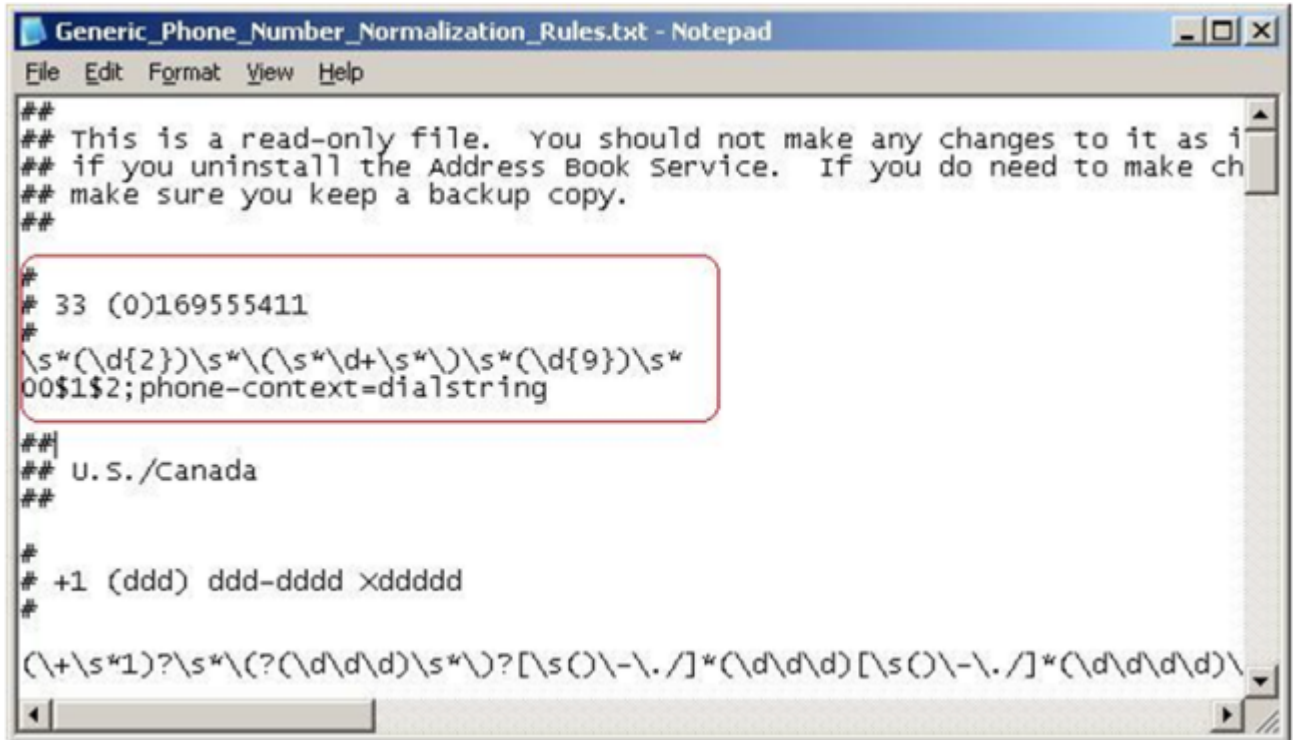 Generic_Phone_Number_Normalization_Rules.txt - Notepad
File Edit Format View Help
##
## This is a read-only file.  You should not make any changes to it as i
## if you uninstall the Address Book Service.  If you do need to make ch
## make sure you keep a backup copy.
##
#
# 33 (0)169555411
#
\s*(\d{2})\s*\(\s*\d+\s*\)\s*(\d{9})\s*
00$1$2;phone-context=dialstring
##
## U.S./Canada
##
#
# +1 (ddd) ddd-dddd Xddddd
#
(\+\s*1)?\s*\(?(\d\d\d)\s*\)?[\s()\-\./]*(\d\d\d)[\s()\-\./]*(\d\d\d\d)\